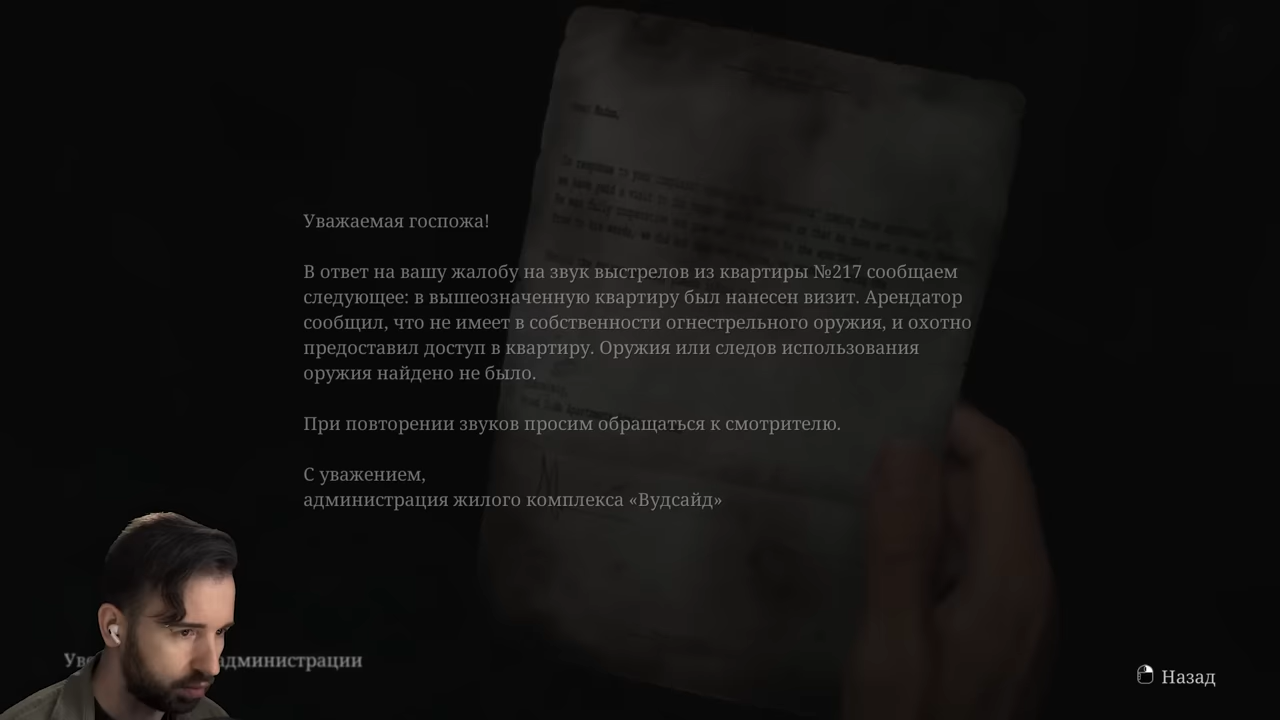 Уважаемая госпожа!
В ответ на вашу жалобу на звук выстрелов из квартиры №217 сообщаем
следующее: в вышеозначенную квартиру был нанесен визит. Арендатор
сообщил, что не имеет в собственности огнестрельного оружия, и охотно
предоставил доступ в квартиру. Оружия или следов использования
оружия найдено не было.
При повторении звуков просим обращаться к смотрителю.
С уважением,
администрация жилого комплекса «Вудсайд»
администрации
Назад